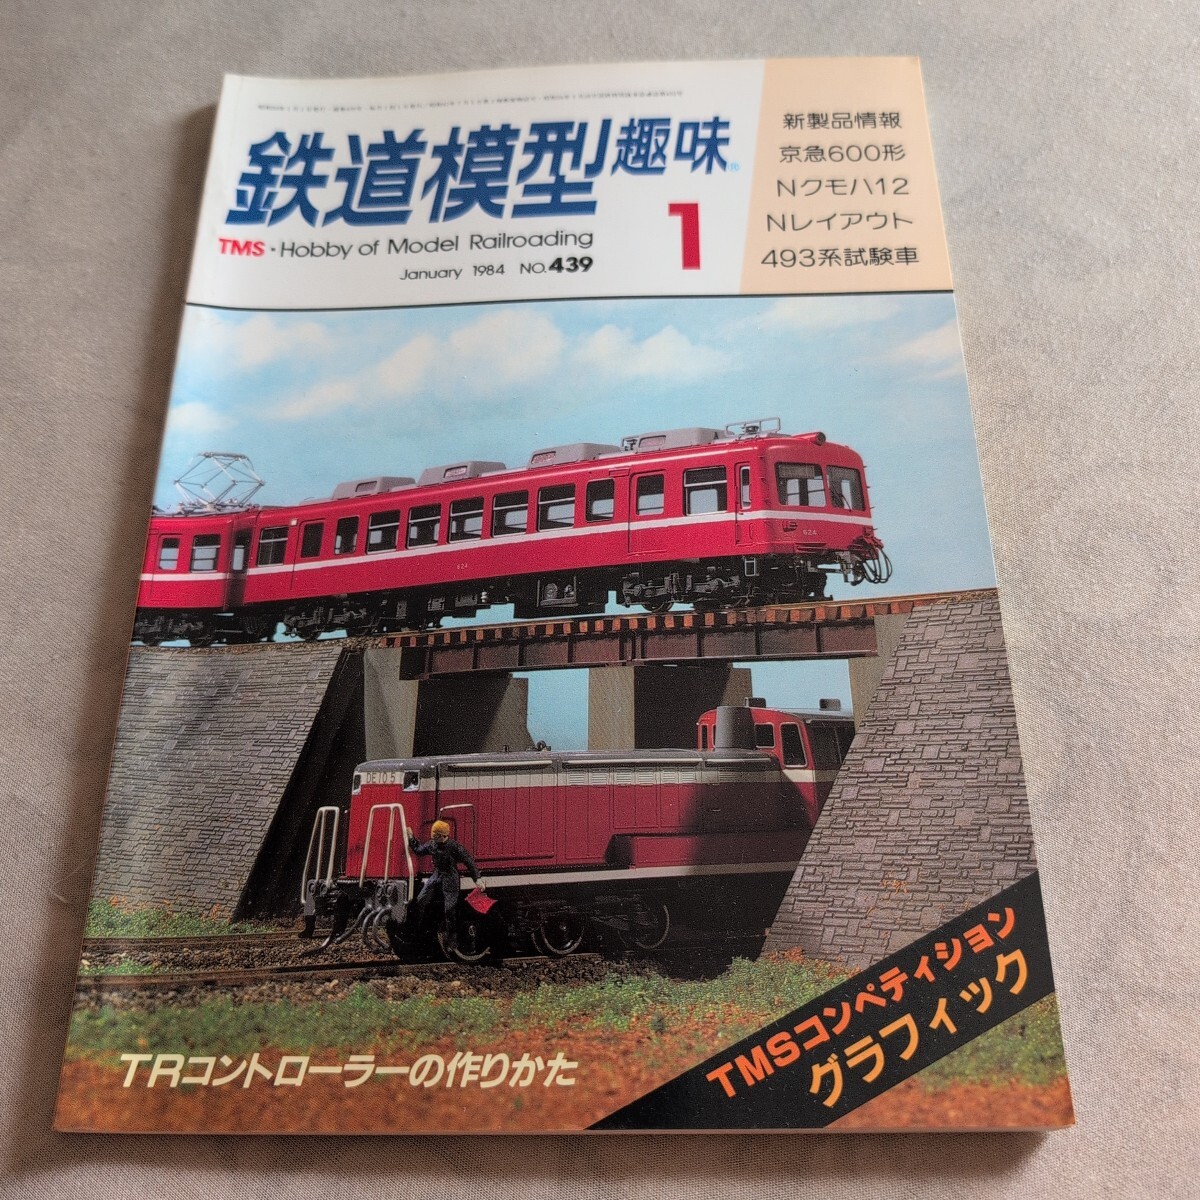 鉄道模型趣味
TMS・Hobby of Model Railroading
January 1984 NO.439
1
新製品情報
京急600形
Nクモハ12
Nレイアウト
493系試験車
624
624
DE10 5
TRコントローラーの作りかた
TMSコンペティション
グラフィック